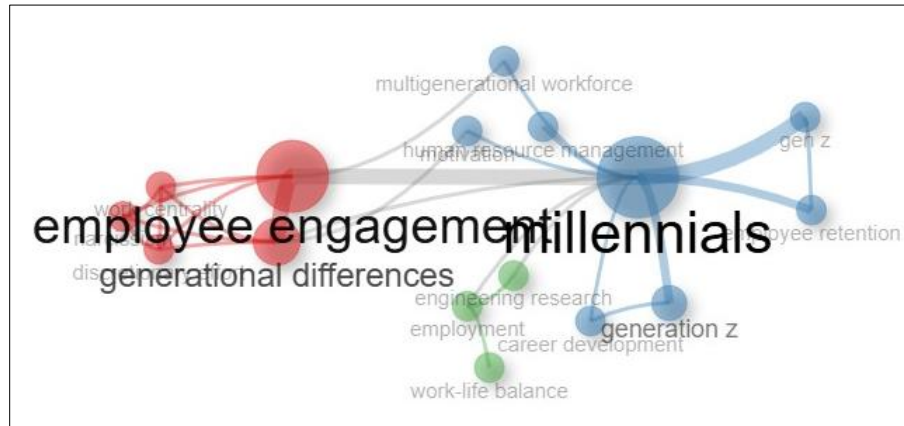 multigenerational workforce
gen z
human resource management
motivation
work centrality
employee engagement
millennials
employee retention
generational differences
engineering research
employment
generation z
career development
work-life balance